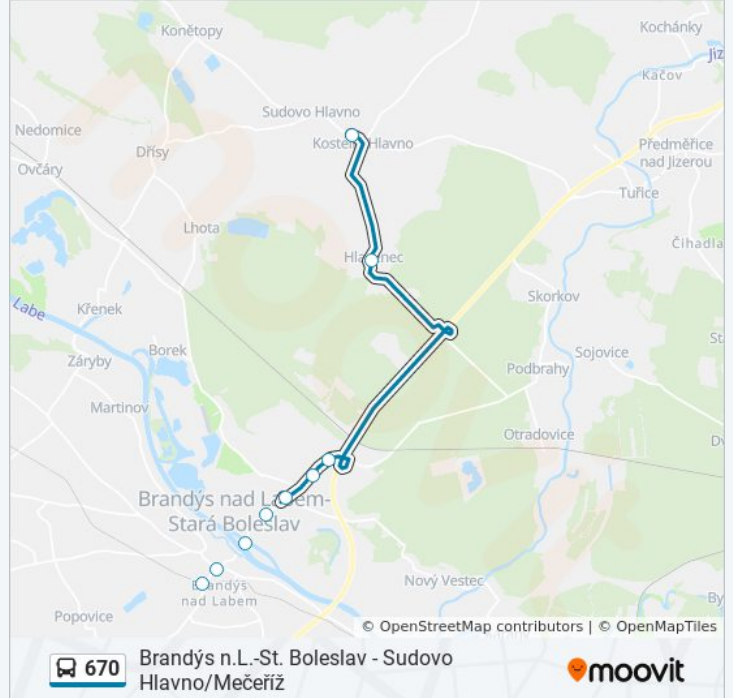 Konětopy
Kochánky
Jiz
Kačov
Sudovo Hlavno
Nedomice
Kostelní Hlavno
Předměřice
nad Jizerou
Dřísy
Ovčáry
Tuřice
Lhota
Čihadla
Hlavenec
Skorkov
Labe
Křenek
Sojovice
St
Borek
Záryby
Podbrahy
Martinov
Otradovice
Dv
Brandýs nad Labem-
Stará Boleslav
Nový Vestec
Brandýs
nad Labem
By
Popovice
© OpenStreetMap contributors | © OpenMapTiles
670
Brandýs n.L.-St. Boleslav - Sudovo
Hlavno/Mečeříž
moovit